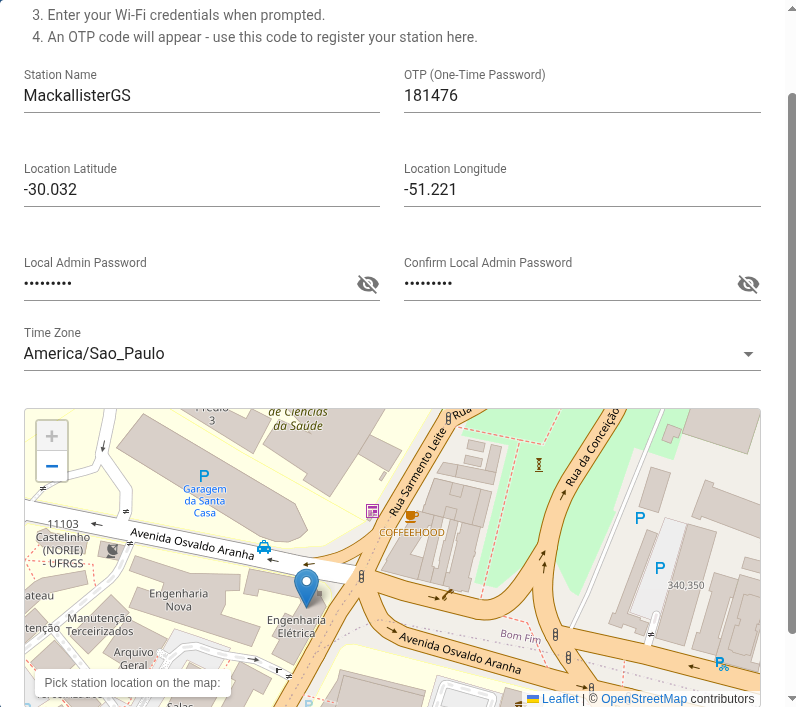 3. Enter your Wi-Fi credentials when prompted.
4. An OTP code will appear - use this code to register your station here.
Station Name
MackallisterGS
OTP (One-Time Password)
181476
Location Latitude
-30.032
Location Longitude
-51.221
Local Admin Password
•••••••••
Confirm Local Admin Password
•••••••••
Time Zone
America/Sao_Paulo
+
−
3
de Ciências
da Saúde
Rua
Rua Sarmento Leite
Rua da Conceição
P
Garagem
da Santa
Casa
COFFEEHOOD
P
P
340,350
11103
Castelinho
(NORIE)
UFRGS
Avenida Osvaldo Aranha
Engenharia
Nova
Engenharia
Elétrica
Manutenção
Terceirizados
Arquivo
Geral
Bom Fim
Avenida Osvaldo Aranha
P
P
Salas
Pick station location on the map:
Leaflet | © OpenStreetMap contributors